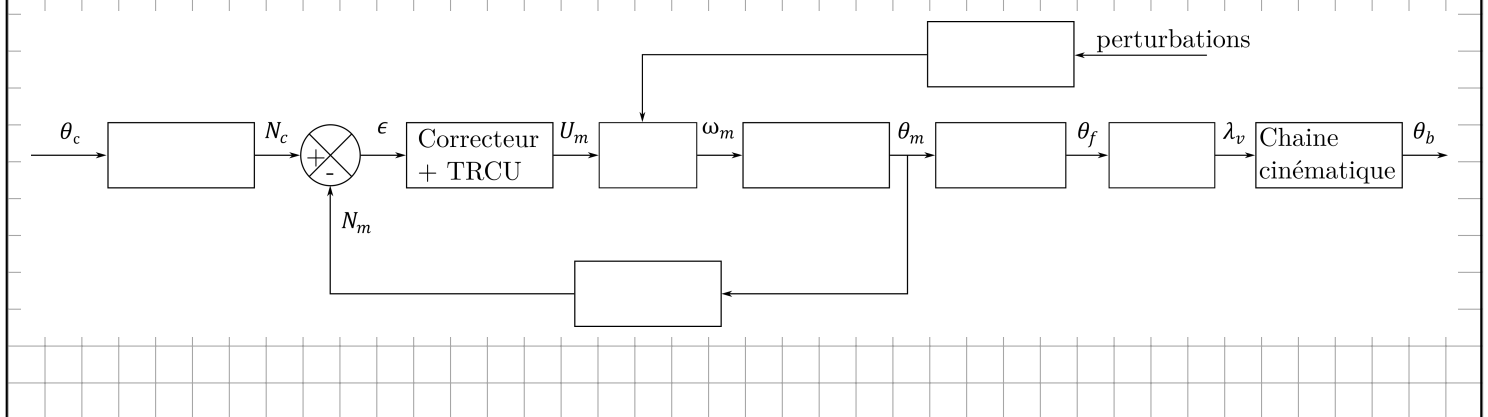 perturbations
θc
Nc
ϵ
Correcteur
+ TRCU
Um
ωm
θm
θf
λv
Chaine
cinématique
θb
+
-
Nm